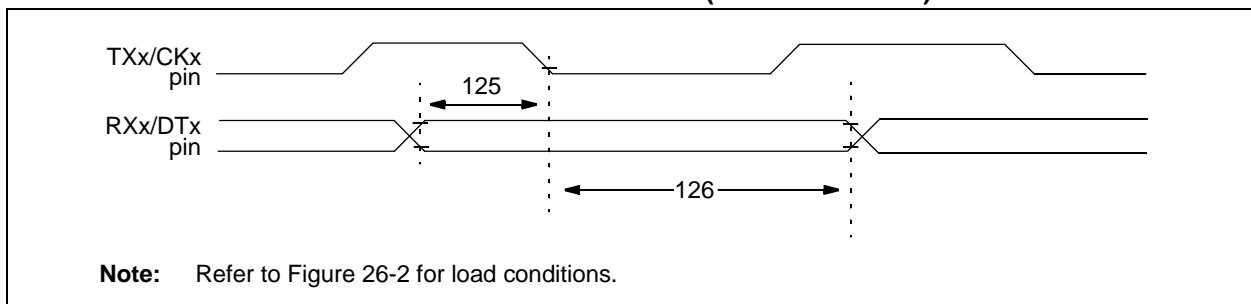 TXx/CKx
pin
125
RXx/DTx
pin
126
Note: Refer to Figure 26-2 for load conditions.